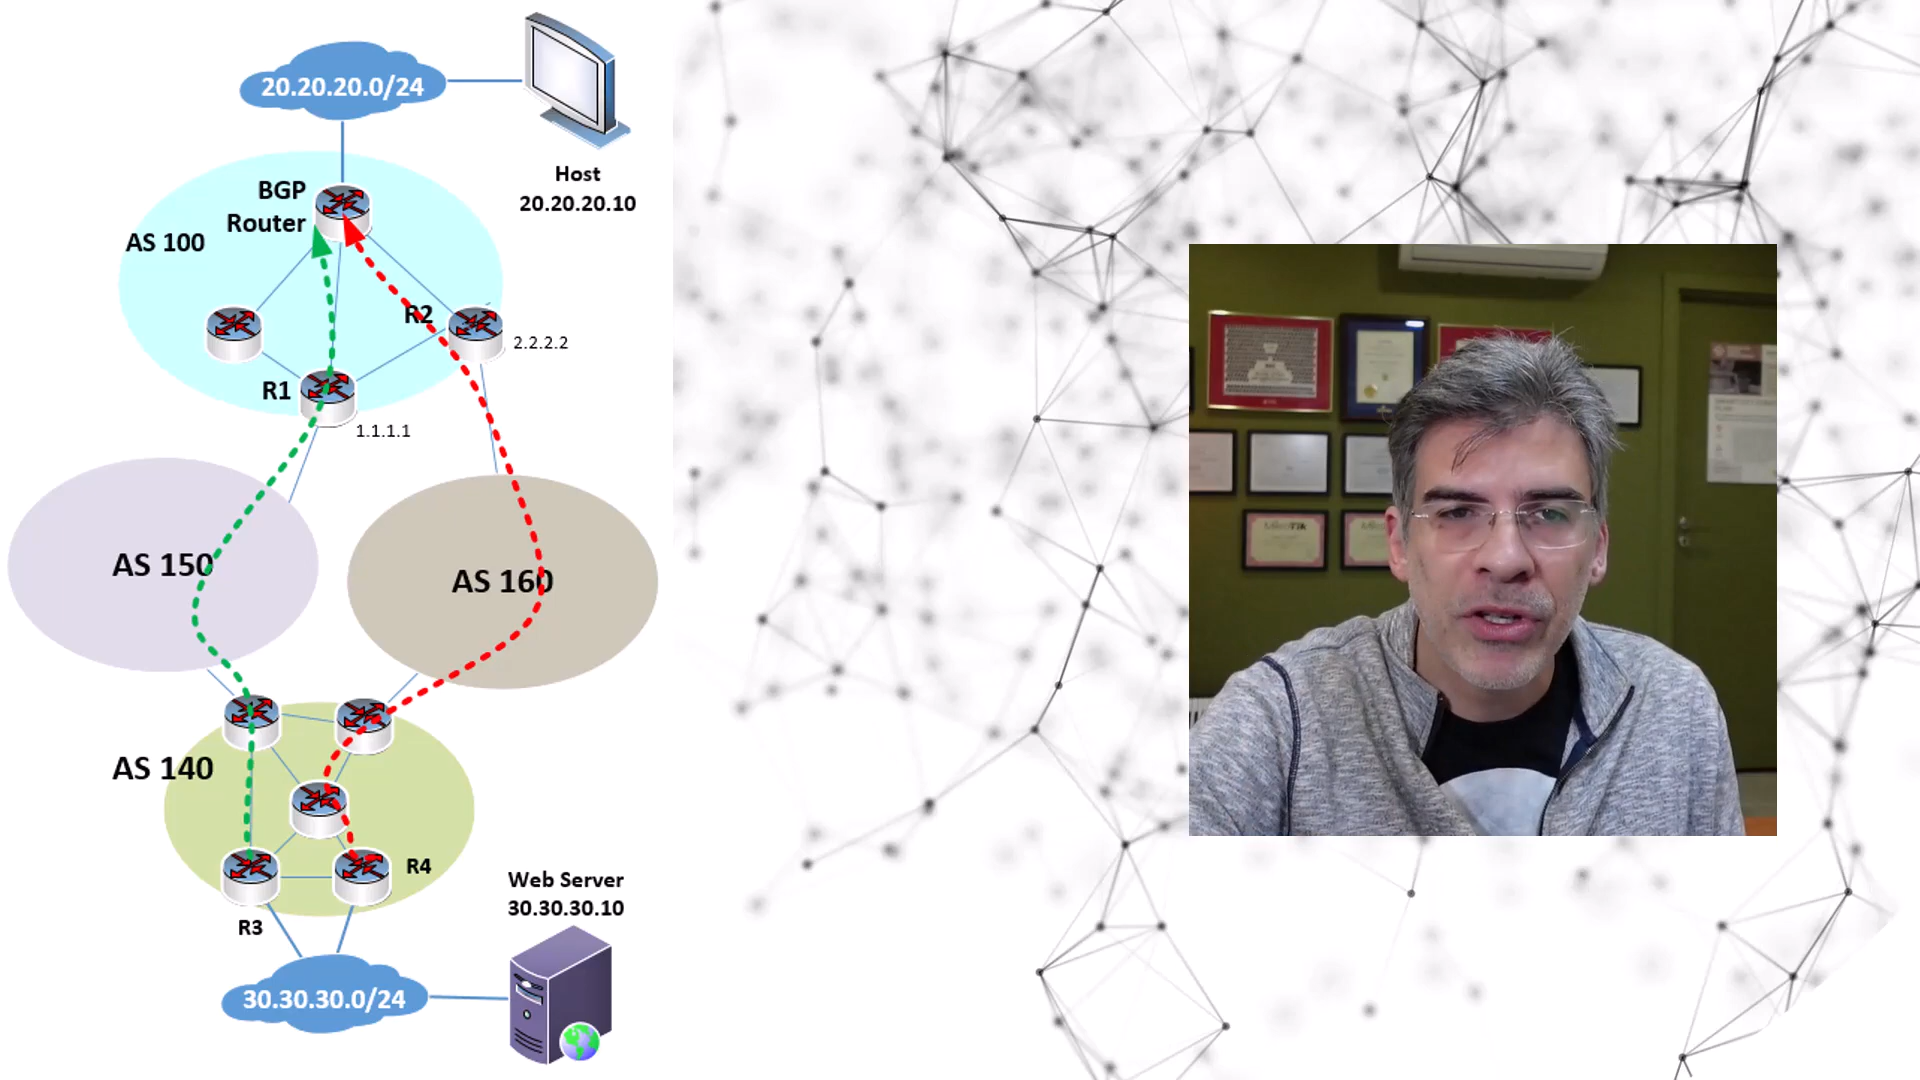 20.20.20.0/24
Host
20.20.20.10
BGP
Router
AS 100
R2
2.2.2.2
R1
1.1.1.1
AS 150
AS 160
AS 140
R4
R3
Web Server
30.30.30.10
30.30.30.0/24